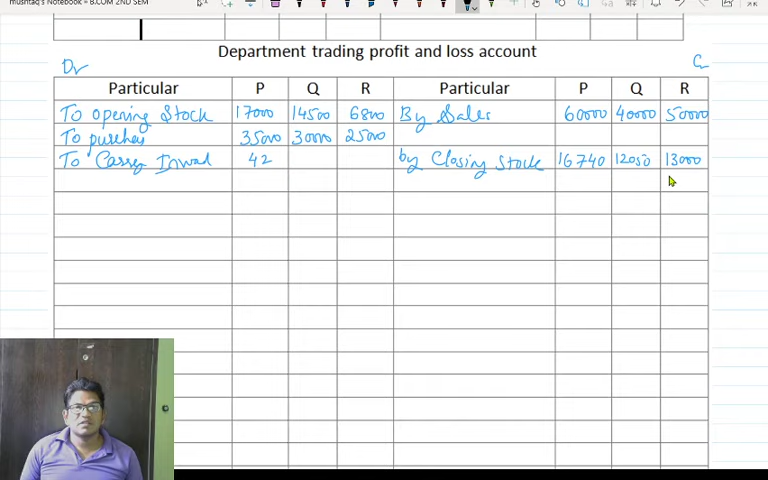 mushtaq's Notebook » B.COM 2ND SEM
Department trading profit and loss account
Dr Cr
Particular P Q R Particular P Q R
To opening Stock 17000 14500 6800 By Sales 60000 40000 50000
To purches 35000 30000 25000
To Carry Inwad 42 by Closing Stock 16740 12050 13000